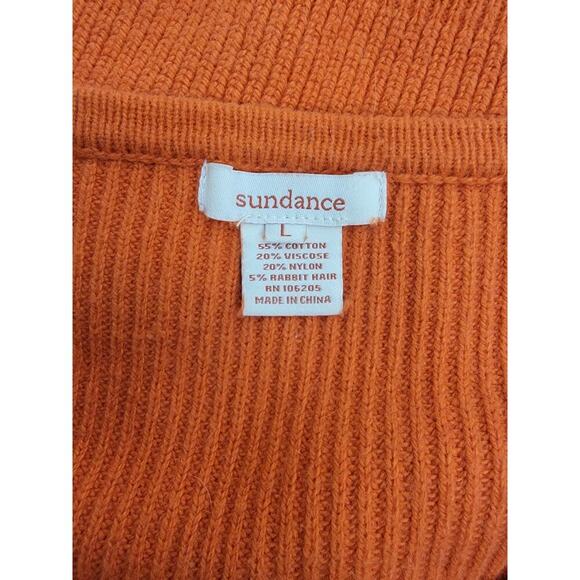 sundance
L
55% COTTON
20% VISCOSE
20% NYLON
5% RABBIT HAIR
RN 106205
MADE IN CHINA